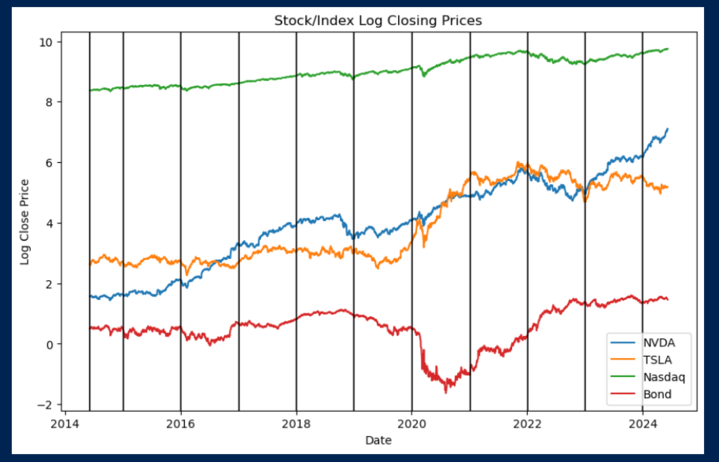 Stock/Index Log Closing Prices
10
8
6
4
2
0
−2
Log Close Price
2014 2016 2018 2020 2022 2024
Date
NVDA
TSLA
Nasdaq
Bond